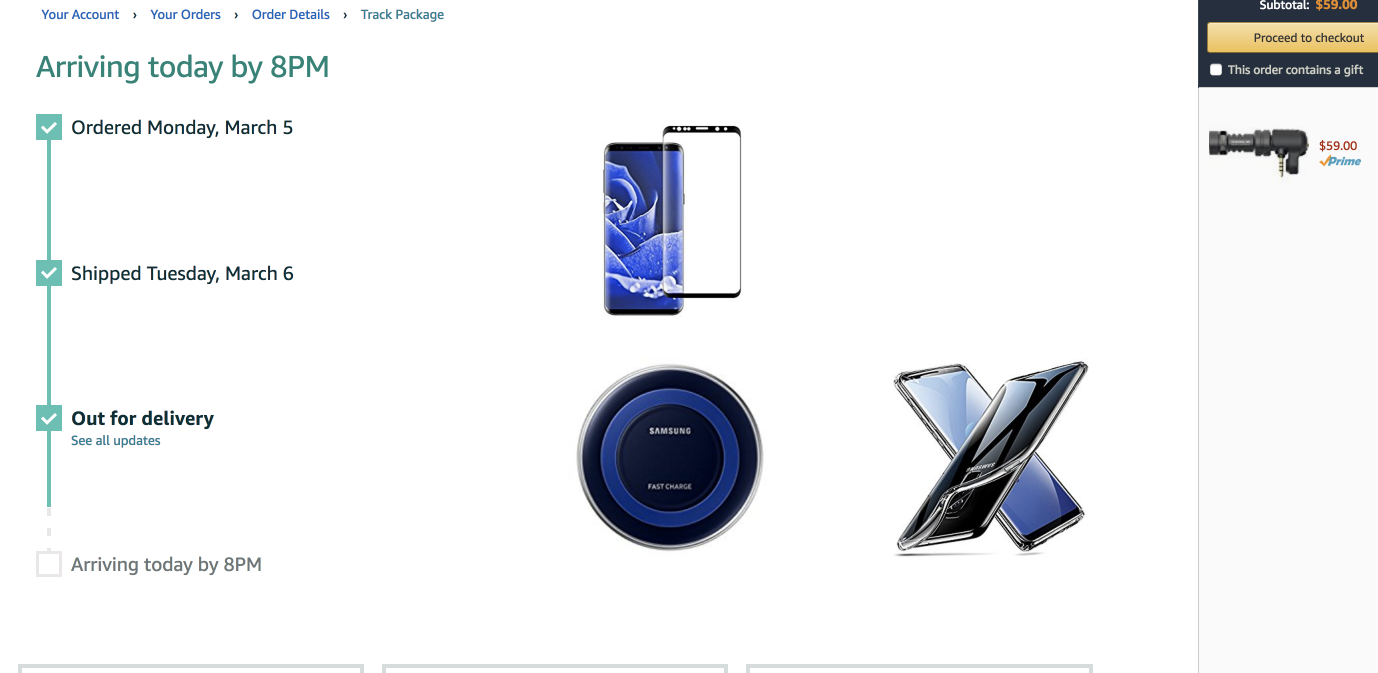 Your Account › Your Orders › Order Details › Track Package
Arriving today by 8PM
Ordered Monday, March 5
Shipped Tuesday, March 6
Out for delivery
See all updates
Arriving today by 8PM
SAMSUNG
FAST CHARGE
SAMSUNG
Subtotal: $59.00
Proceed to checkout
This order contains a gift
$59.00
Prime